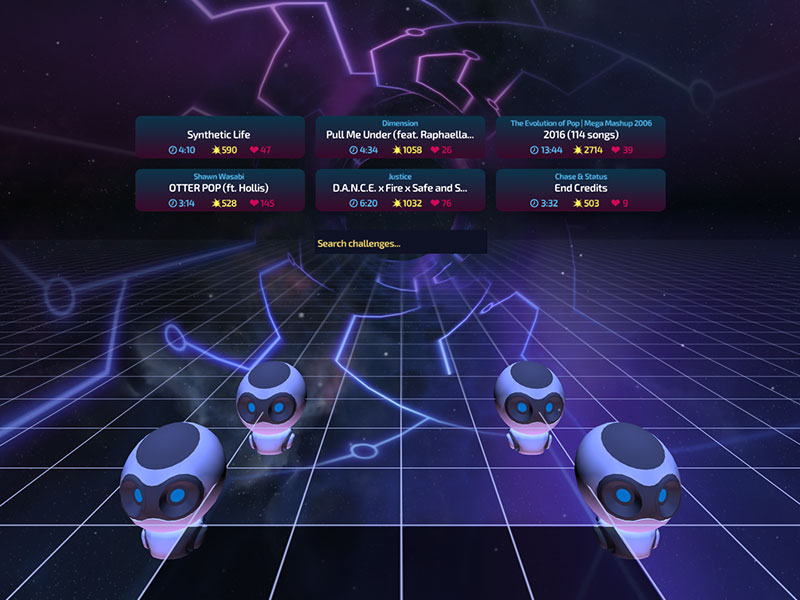 Synthetic Life
4:10 590 47
Dimension
Pull Me Under (feat. Raphaella...
4:34 1058 26
The Evolution of Pop | Mega Mashup 2006
2016 (114 songs)
13:44 2714 39
Shawn Wasabi
OTTER POP (ft. Hollis)
3:14 528 145
Justice
D.A.N.C.E. x Fire x Safe and S...
6:20 1032 76
Chase & Status
End Credits
3:32 503 9
Search challenges...